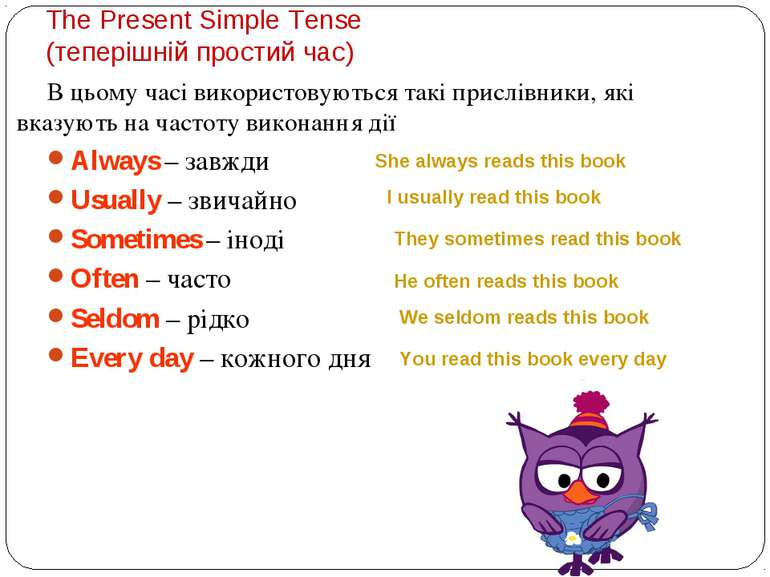 The Present Simple Tense
(теперішній простий час)
В цьому часі використовуються такі прислівники, які
вказують на частоту виконання дії
Always – завжди She always reads this book
Usually – звичайно I usually read this book
Sometimes – іноді They sometimes read this book
Often – часто He often reads this book
Seldom – рідко We seldom reads this book
Every day – кожного дня You read this book every day